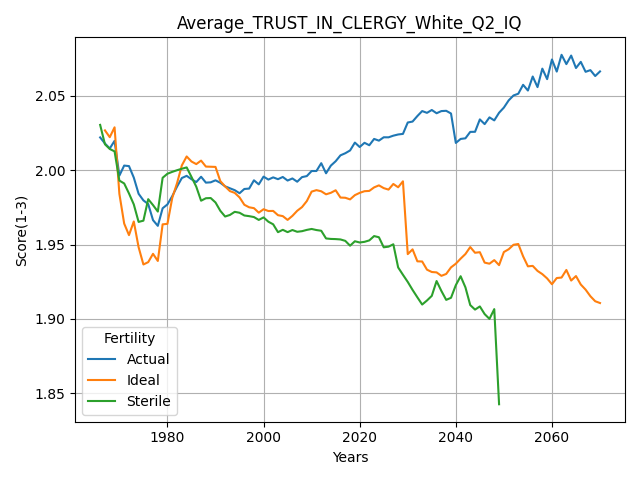 Average_TRUST_IN_CLERGY_White_Q2_IQ
Score(1-3)
2.05
2.00
1.95
1.90
1.85
Fertility
Actual
Ideal
Sterile
1980
2000
2020
2040
2060
Years